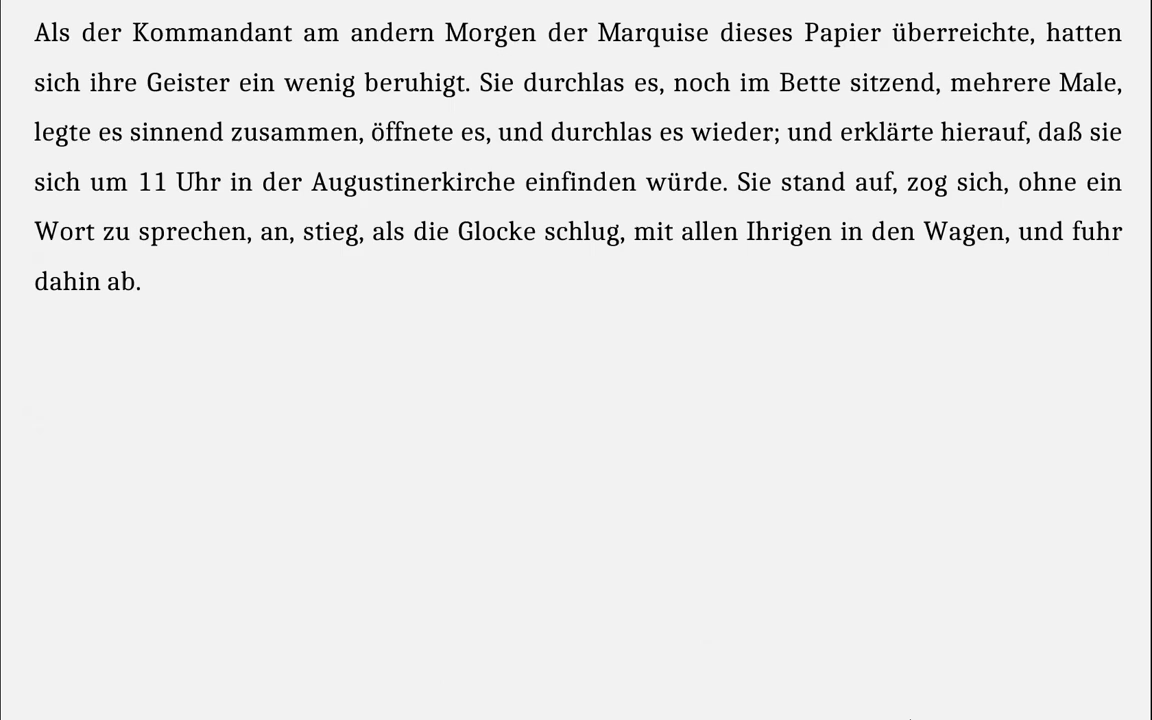 Als der Kommandant am andern Morgen der Marquise dieses Papier überreichte, hatten
sich ihre Geister ein wenig beruhigt. Sie durchlas es, noch im Bette sitzend, mehrere Male,
legte es sinnend zusammen, öffnete es, und durchlas es wieder; und erklärte hierauf, daß sie
sich um 11 Uhr in der Augustinerkirche einfinden würde. Sie stand auf, zog sich, ohne ein
Wort zu sprechen, an, stieg, als die Glocke schlug, mit allen Ihrigen in den Wagen, und fuhr
dahin ab.